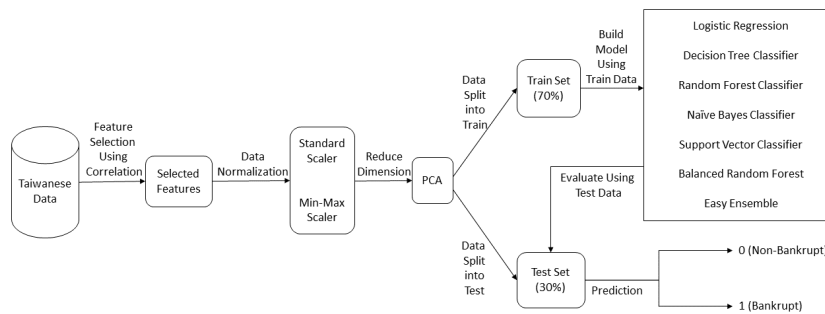 Taiwanese
Data
Feature
Selection
Using
Correlation
Selected
Features
Data
Normalization
Standard
Scaler
Min-Max
Scaler
Reduce
Dimension
PCA
Data
Split
into
Train
Train Set
(70%)
Build
Model
Using
Train Data
Logistic Regression
Decision Tree Classifier
Random Forest Classifier
Naïve Bayes Classifier
Support Vector Classifier
Balanced Random Forest
Easy Ensemble
Evaluate Using
Test Data
Data
Split
into
Test
Test Set
(30%)
Prediction
0 (Non-Bankrupt)
1 (Bankrupt)